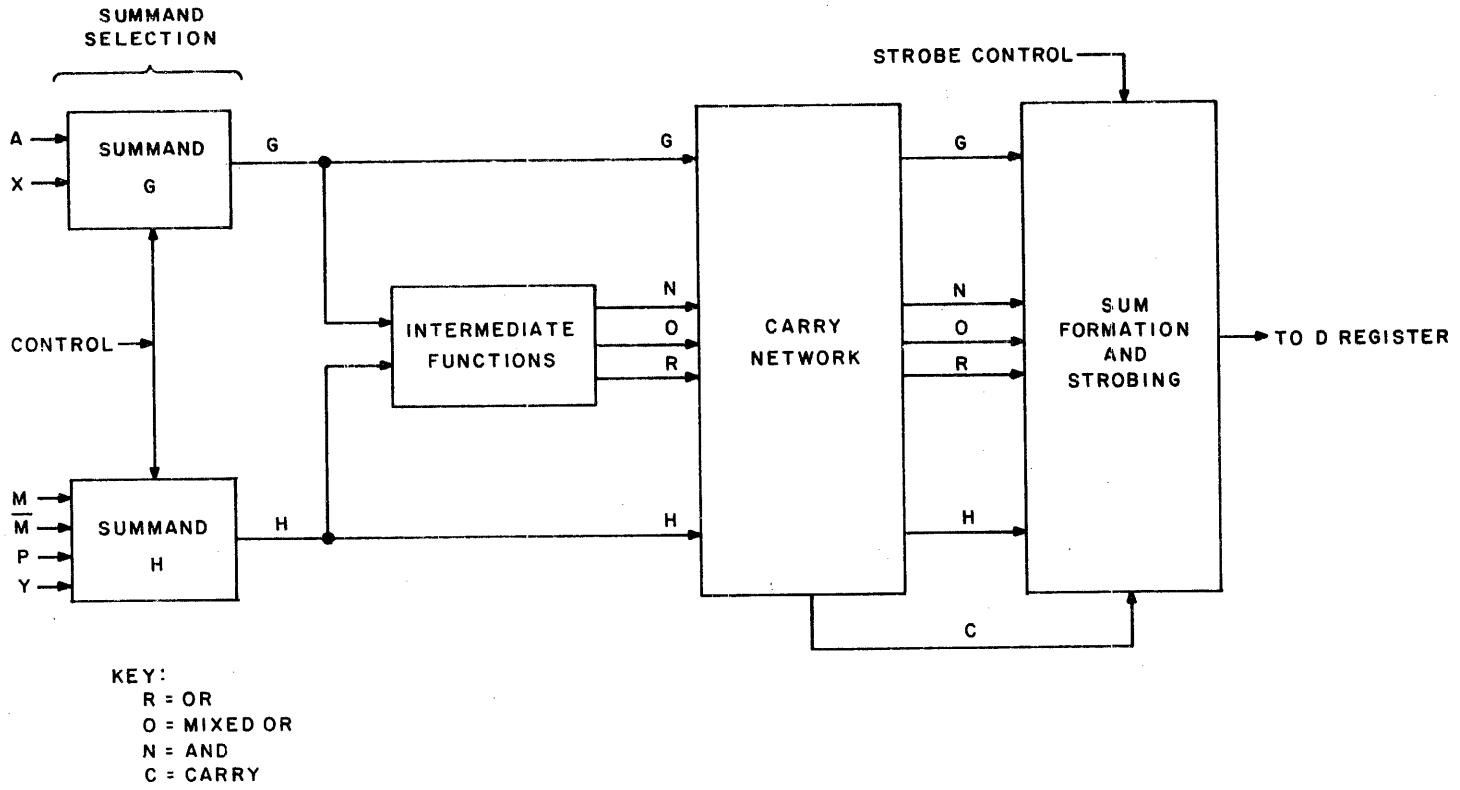 SUMMAND
SELECTION
STROBE CONTROL
A
X
SUMMAND
G
G
G
G
N
O
R
N
O
R
INTERMEDIATE
FUNCTIONS
CARRY
NETWORK
SUM
FORMATION
AND
STROBING
TO D REGISTER
CONTROL
M
M̅
P
Y
SUMMAND
H
H
H
H
C
KEY:
R = OR
O = MIXED OR
N = AND
C = CARRY